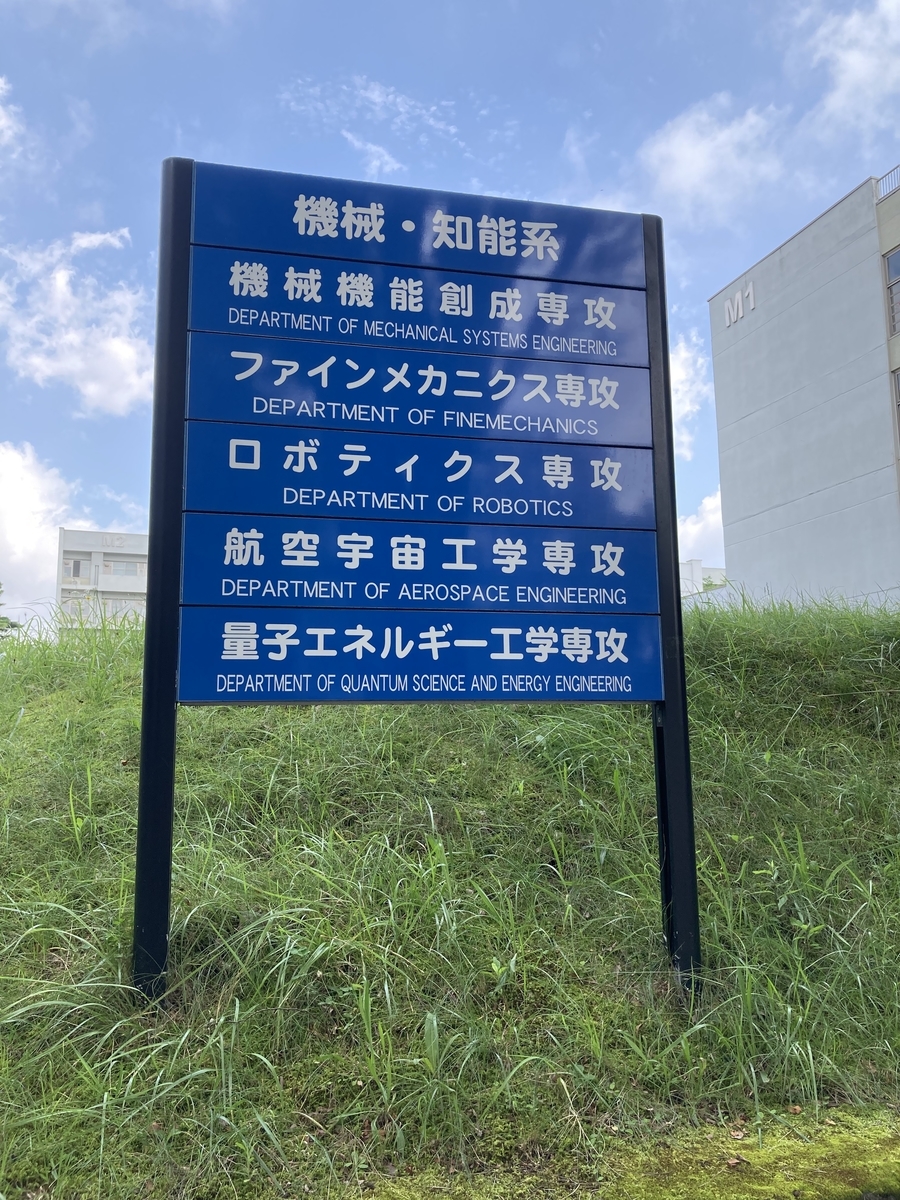 機械・知能系
機械機能創成専攻
DEPARTMENT OF MECHANICAL SYSTEMS ENGINEERING
ファインメカニクス専攻
DEPARTMENT OF FINEMECHANICS
ロボティクス専攻
DEPARTMENT OF ROBOTICS
航空宇宙工学専攻
DEPARTMENT OF AEROSPACE ENGINEERING
量子エネルギー工学専攻
DEPARTMENT OF QUANTUM SCIENCE AND ENERGY ENGINEERING
M1
M2